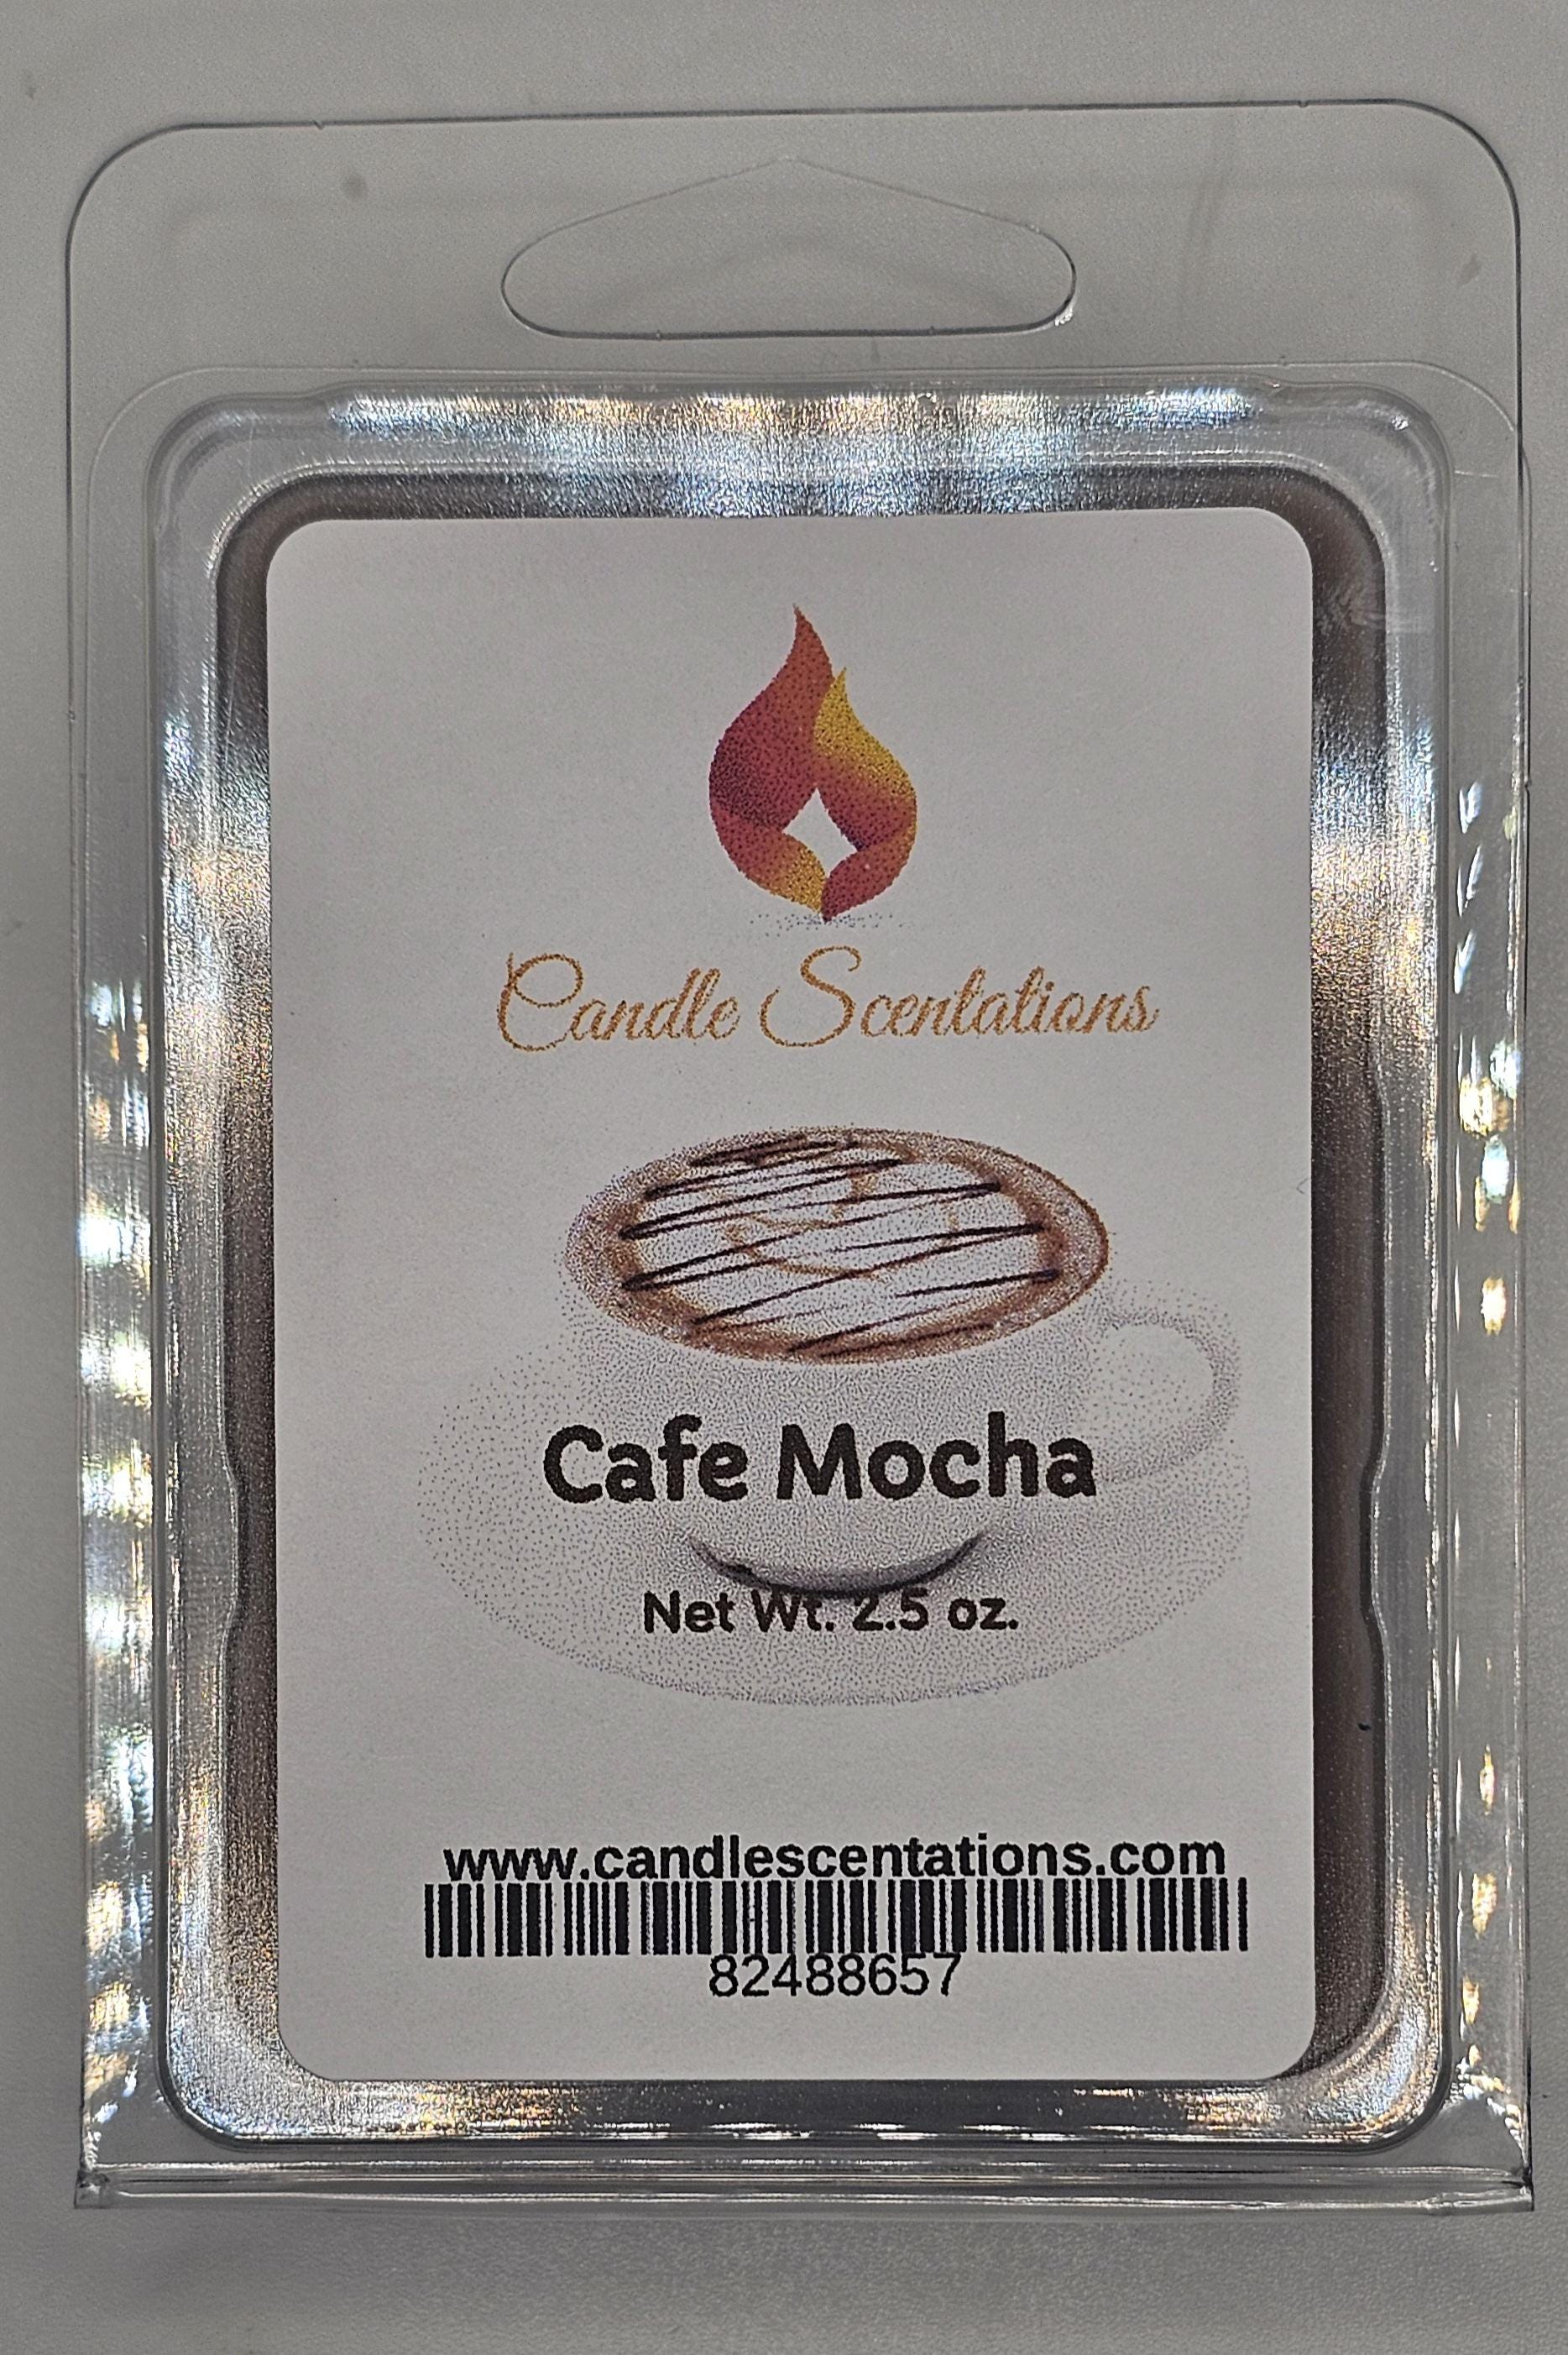 Candle Scentations
Cafe Mocha
Net Wt. 2.5 oz.
www.candlescentations.com
82488657